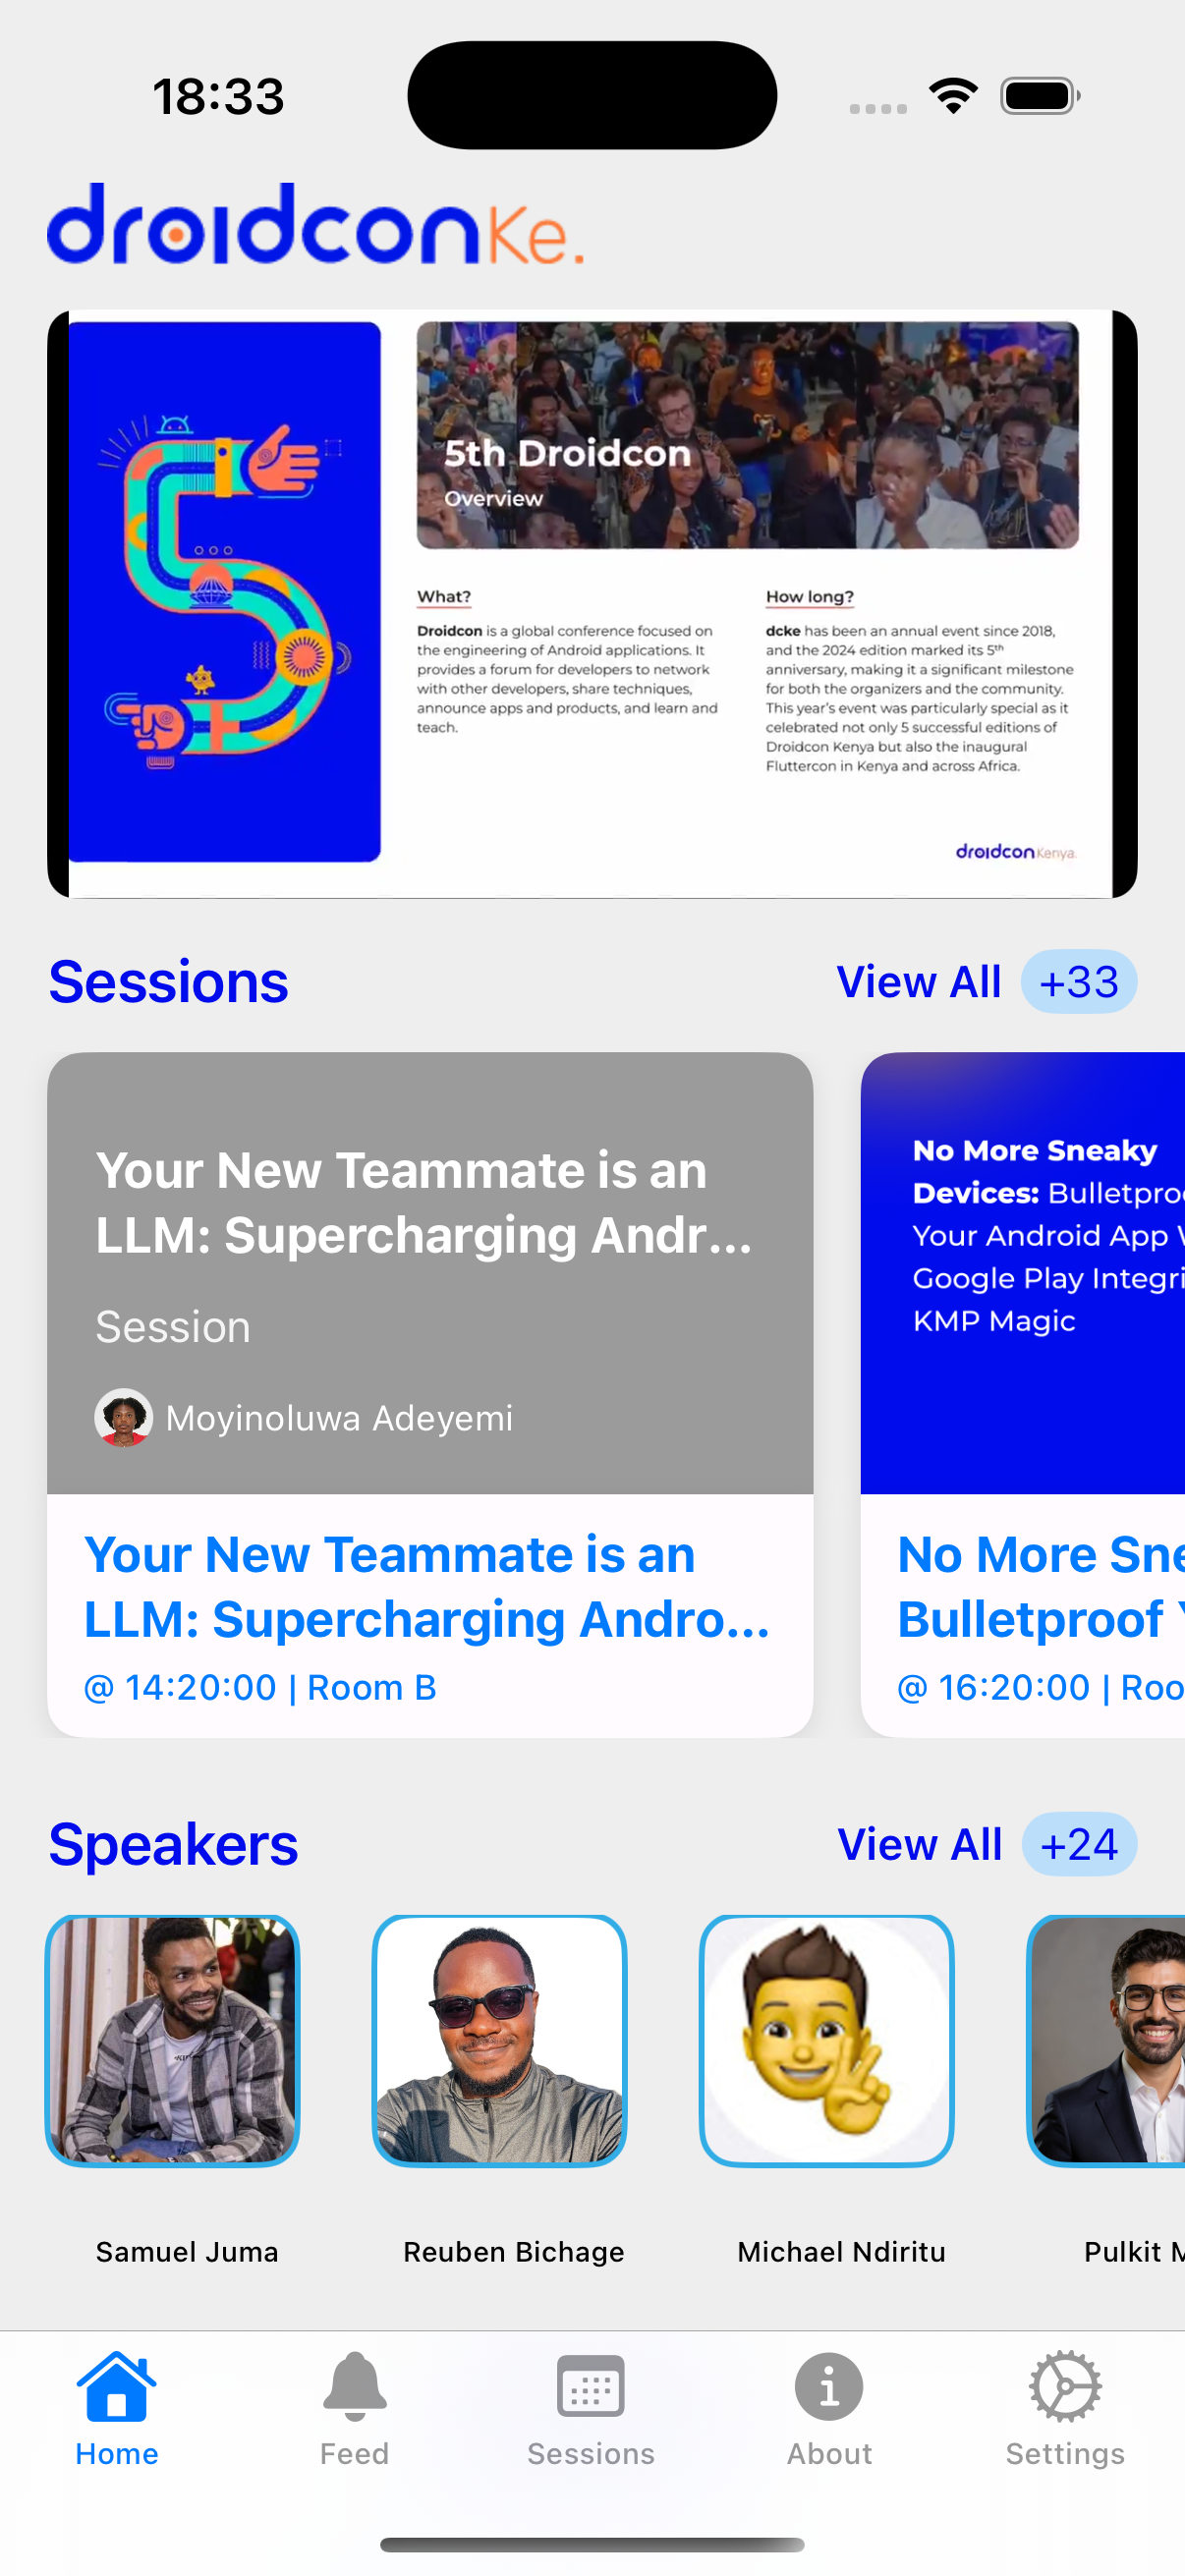 18:33
droidconKe.
5th Droidcon
Overview
What?
Droidcon is a global conference focused on
the engineering of Android applications. It
provides a forum for developers to network
with other developers, share techniques,
announce apps and products, and learn and
teach.
How long?
dcke has been an annual event since 2018,
and the 2024 edition marked its 5th
anniversary, making it a significant milestone
for both the organizers and the community.
This year's event was particularly special as it
celebrated not only 5 successful editions of
Droidcon Kenya but also the inaugural
Fluttercon in Kenya and across Africa.
droidconKenya.
Sessions
View All +33
Your New Teammate is an
LLM: Supercharging Andr...
Session
Moyinoluwa Adeyemi
Your New Teammate is an
LLM: Supercharging Andro...
@ 14:20:00 | Room B
No More Sneaky
Devices: Bulletproo
Your Android App
Google Play Integri
KMP Magic
No More Sne
Bulletproof
@ 16:20:00 | Roo
Speakers
View All +24
Samuel Juma
Reuben Bichage
Michael Ndiritu
Pulkit M
Home
Feed
Sessions
About
Settings